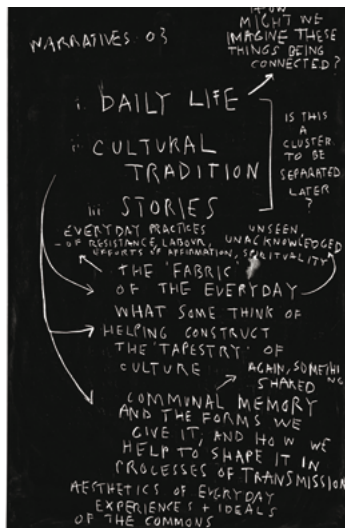 HOW
MIGHT WE
IMAGINE THESE
THINGS BEING
CONNECTED?
NARRATIVES 03
i. DAILY LIFE
ii CULTURAL
TRADITION
iii STORIES
IS THIS
A
CLUSTER
TO BE
SEPARATED
LATER
?
EVERYDAY PRACTICES
- OF RESISTANCE, LABOUR,
EFFORTS OF AFFIRMATION, SPIRITUALITY
UNSEEN,
UNACKNOWLEDGED
THE 'FABRIC'
OF THE EVERYDAY
WHAT SOME THINK OF
HELPING CONSTRUCT
THE 'TAPESTRY' OF
CULTURE
AGAIN, SOMETHING
SHARED
COMMUNAL MEMORY
AND THE FORMS WE
GIVE IT, AND HOW WE
HELP TO SHAPE IT IN
PROCESSES OF TRANSMISSION
AESTHETICS OF EVERYDAY
EXPERIENCES + IDEALS
OF THE COMMONS